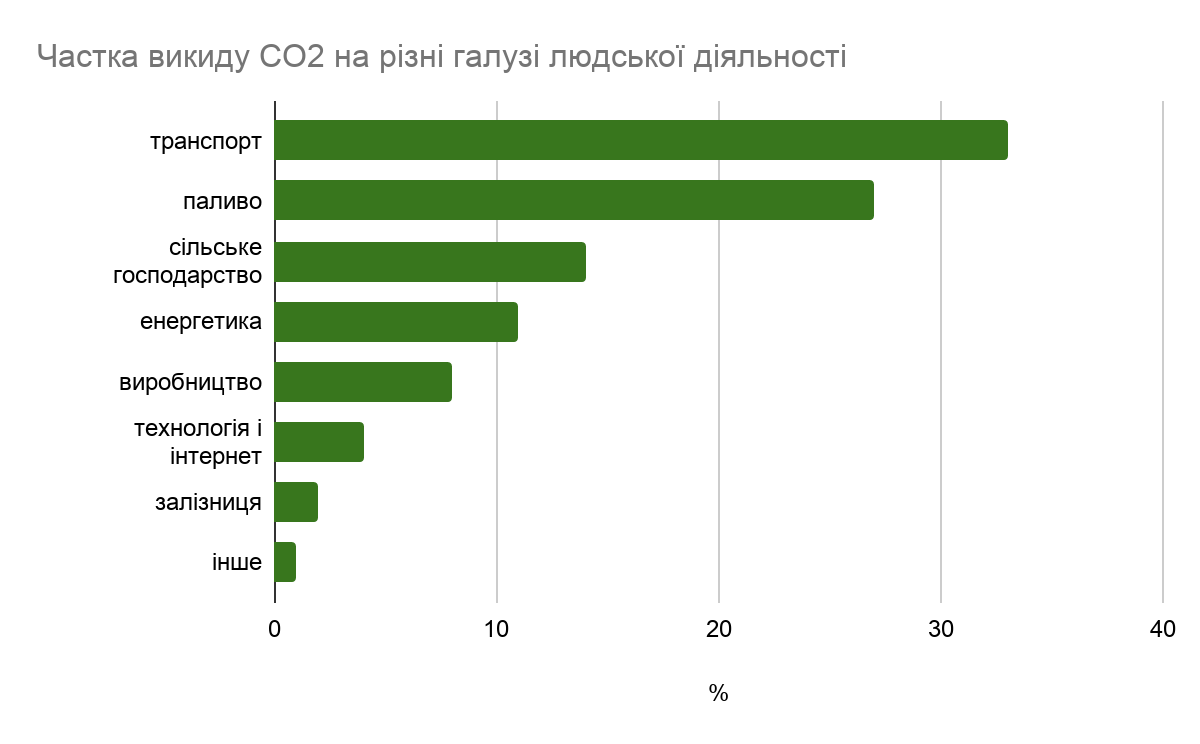 Частка викиду СО2 на різні галузі людської діяльності
транспорт
паливо
сільське
господарство
енергетика
виробництво
технологія і
інтернет
залізниця
інше
0 10 20 30 40
%